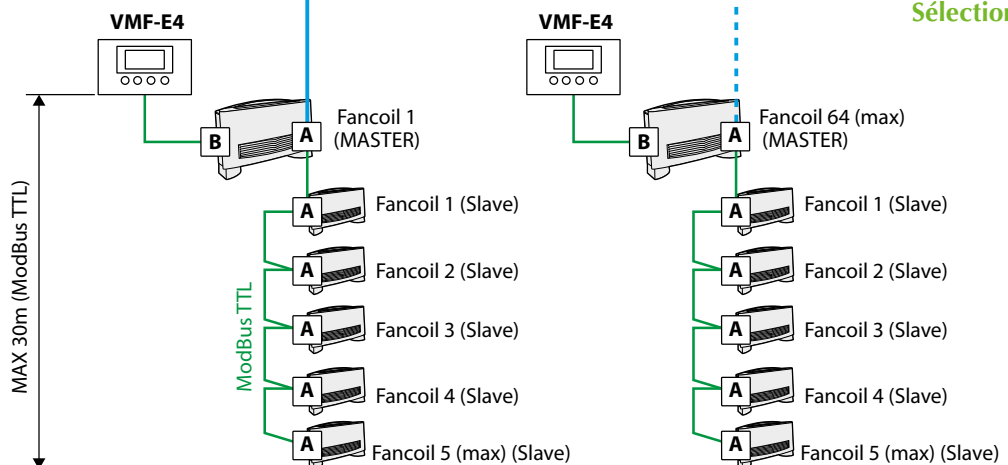 Sélection
VMF-E4
B
A
Fancoil 1
(MASTER)
A
Fancoil 1 (Slave)
A
Fancoil 2 (Slave)
A
Fancoil 3 (Slave)
A
Fancoil 4 (Slave)
A
Fancoil 5 (max) (Slave)
MAX 30m (ModBus TTL)
ModBus TTL
VMF-E4
B
A
Fancoil 64 (max)
(MASTER)
A
Fancoil 1 (Slave)
A
Fancoil 2 (Slave)
A
Fancoil 3 (Slave)
A
Fancoil 4 (Slave)
A
Fancoil 5 (max) (Slave)